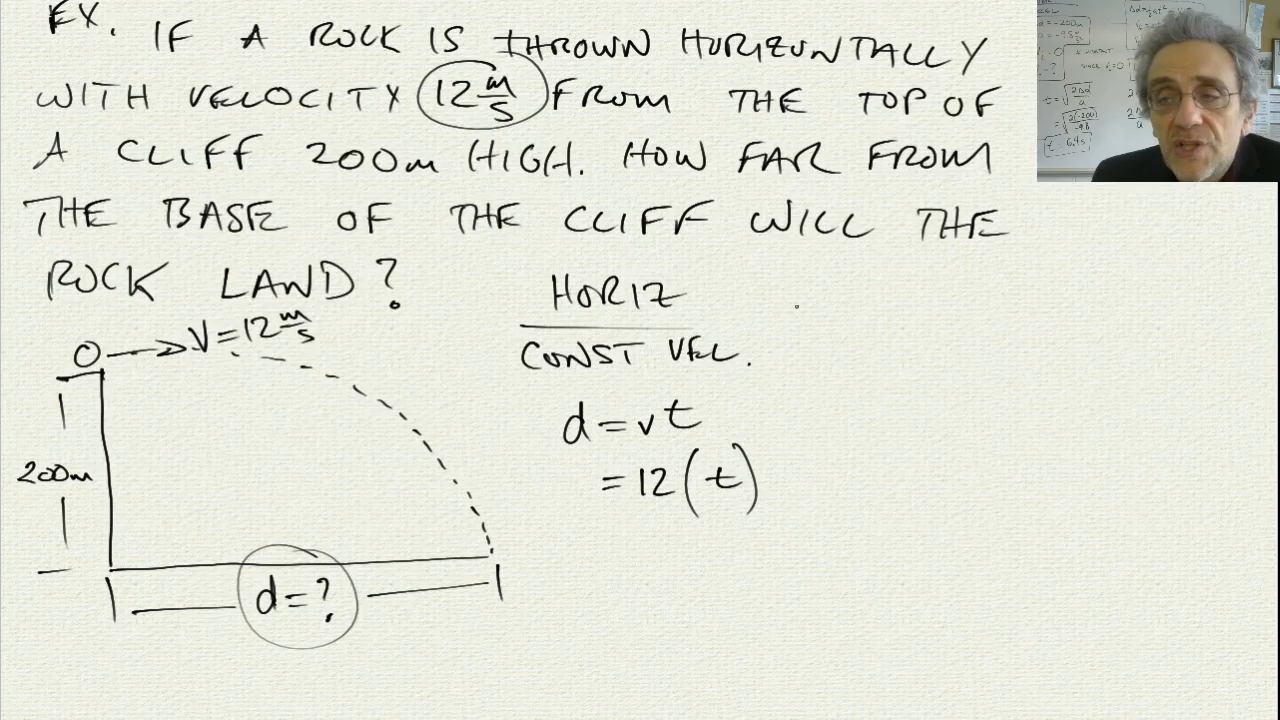 EX. IF A ROCK IS THROWN HORIZONTALLY
WITH VELOCITY 12 m/s FROM THE TOP OF
A CLIFF 200m HIGH. HOW FAR FROM
THE BASE OF THE CLIFF WILL THE
ROCK LAND?
V=12 m/s
200m
d=?
HORIZ
CONST VEL.
d=vt
=12(t)